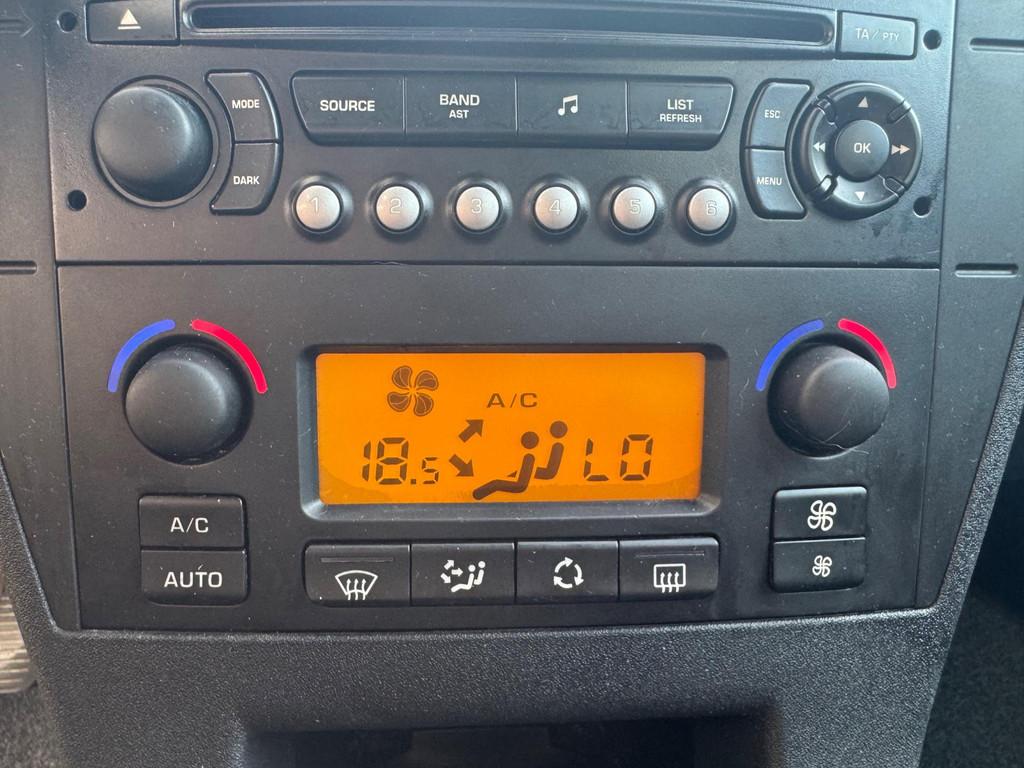 TA / PTY
MODE
SOURCE
BAND
AST
LIST
REFRESH
ESC
OK
DARK
MENU
1 2 3 4 5 6
A/C
18.5 LO
A/C
AUTO